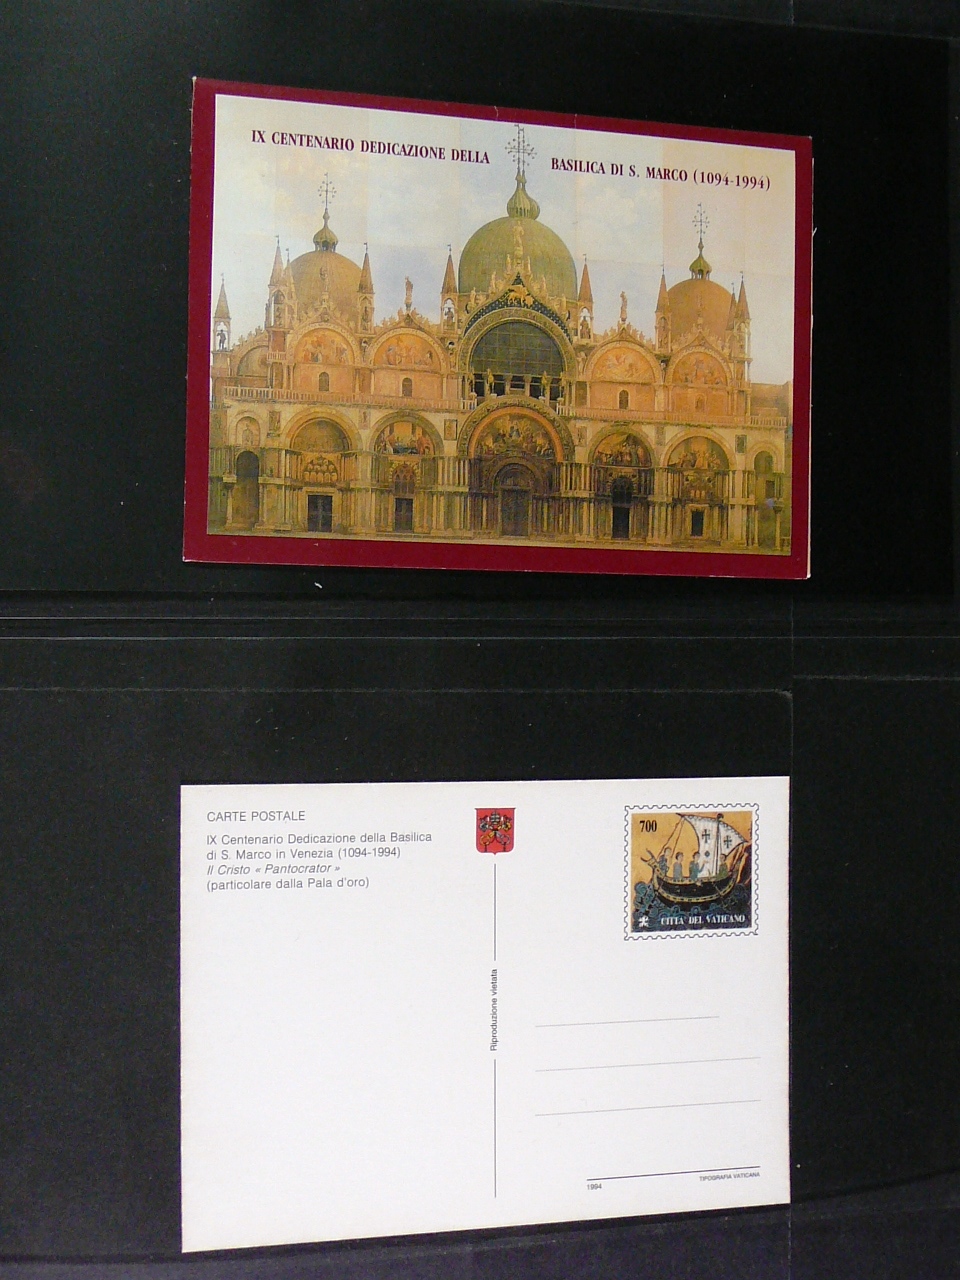 IX CENTENARIO DEDICAZIONE DELLA BASILICA DI S. MARCO (1094-1994)
CARTE POSTALE
IX Centenario Dedicazione della Basilica
di S. Marco in Venezia (1094-1994)
Il Cristo « Pantocrator »
(particolare dalla Pala d'oro)
700
CITTA' DEL VATICANO
Riproduzione vietata
1994
TIPOGRAFIA VATICANA